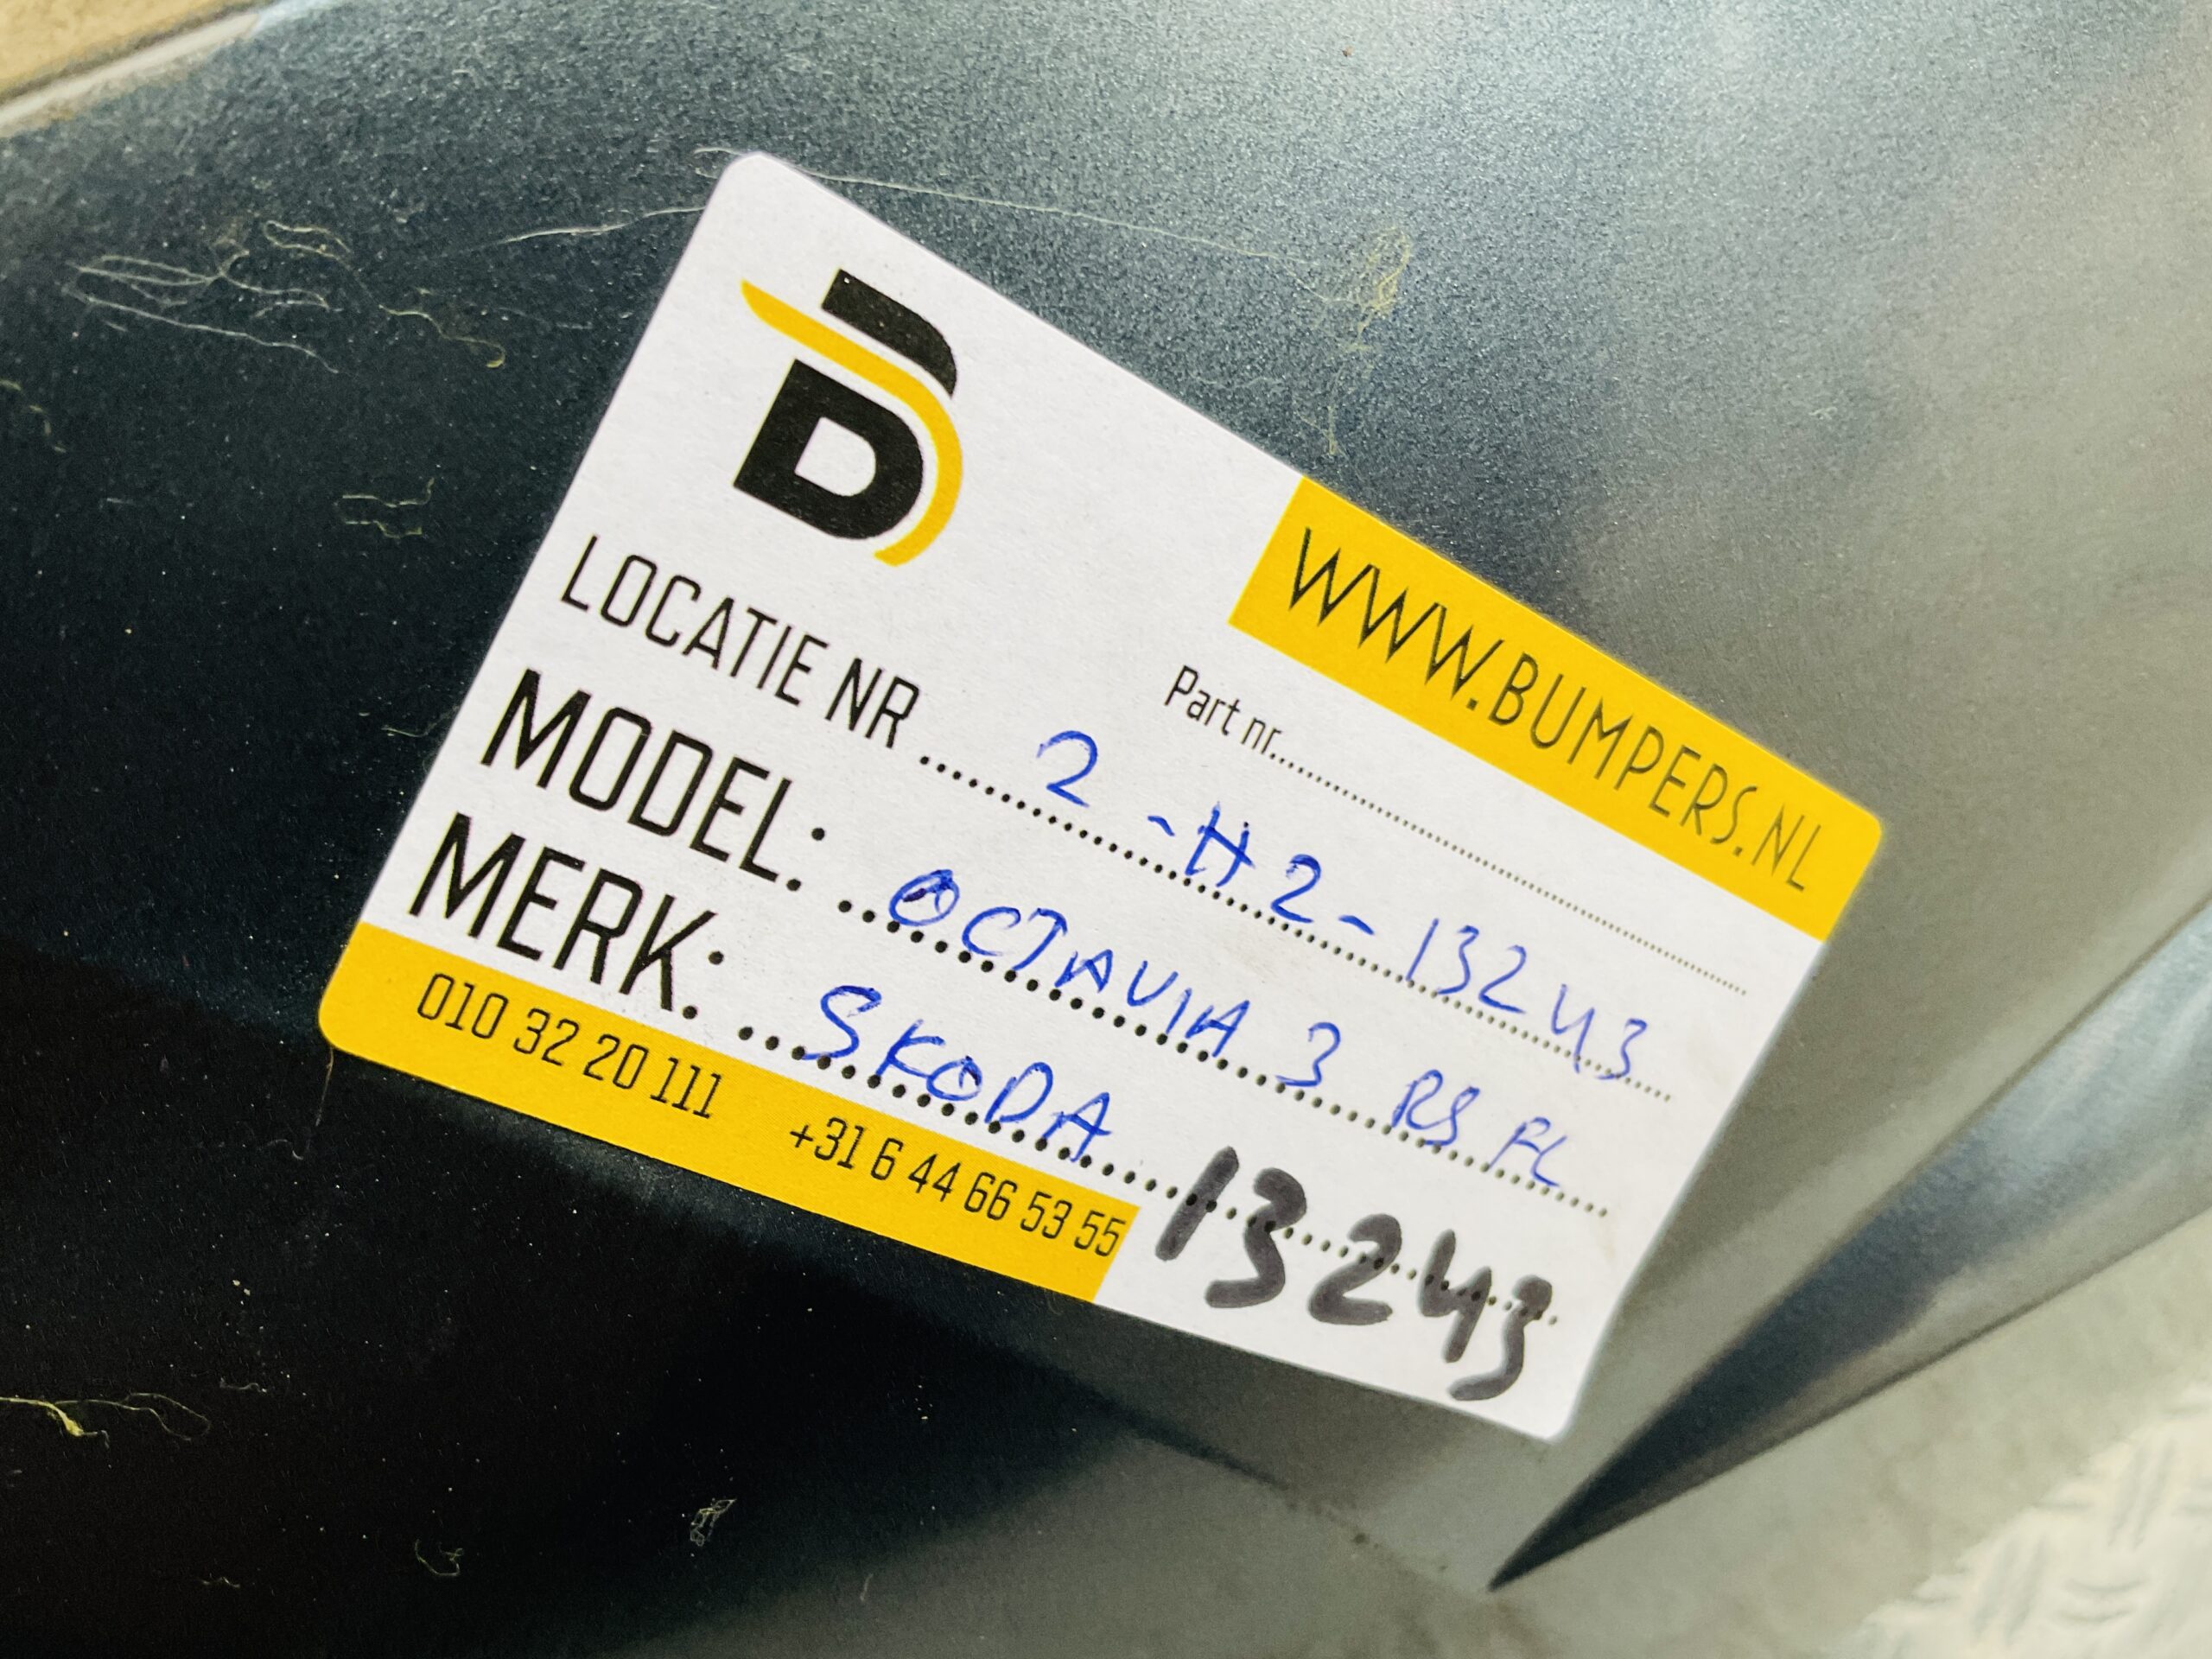 B
WWW.BUMPERS.NL
Part nr.
LOCATIE NR 2-H2-13243
MODEL: OCTAVIA 3 RS FL
MERK: SKODA
13243
010 32 20 111 +31 6 44 66 53 55